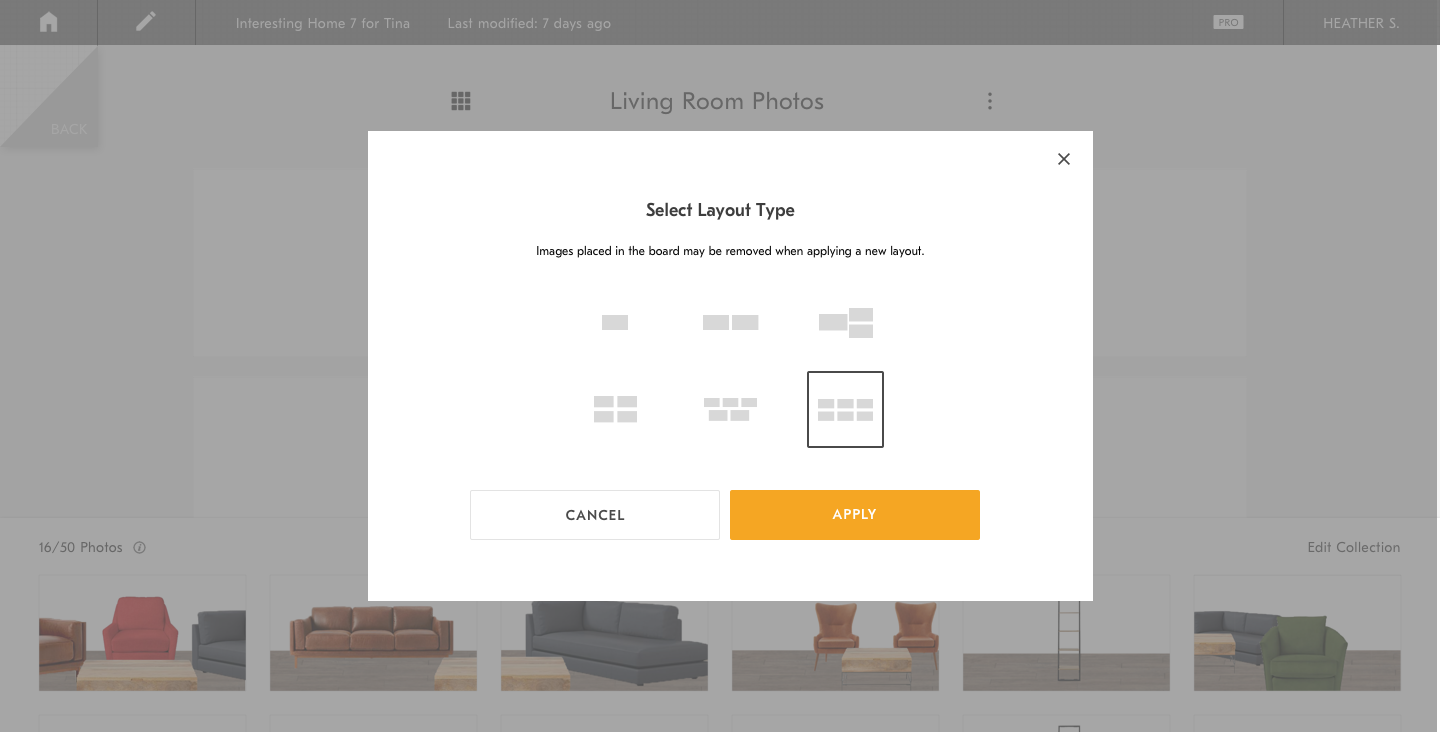 Interesting Home 7 for Tina
Last modified: 7 days ago
PRO
HEATHER S.
BACK
Living Room Photos
Select Layout Type
Images placed in the board may be removed when applying a new layout.
CANCEL
APPLY
16/50 Photos
Edit Collection